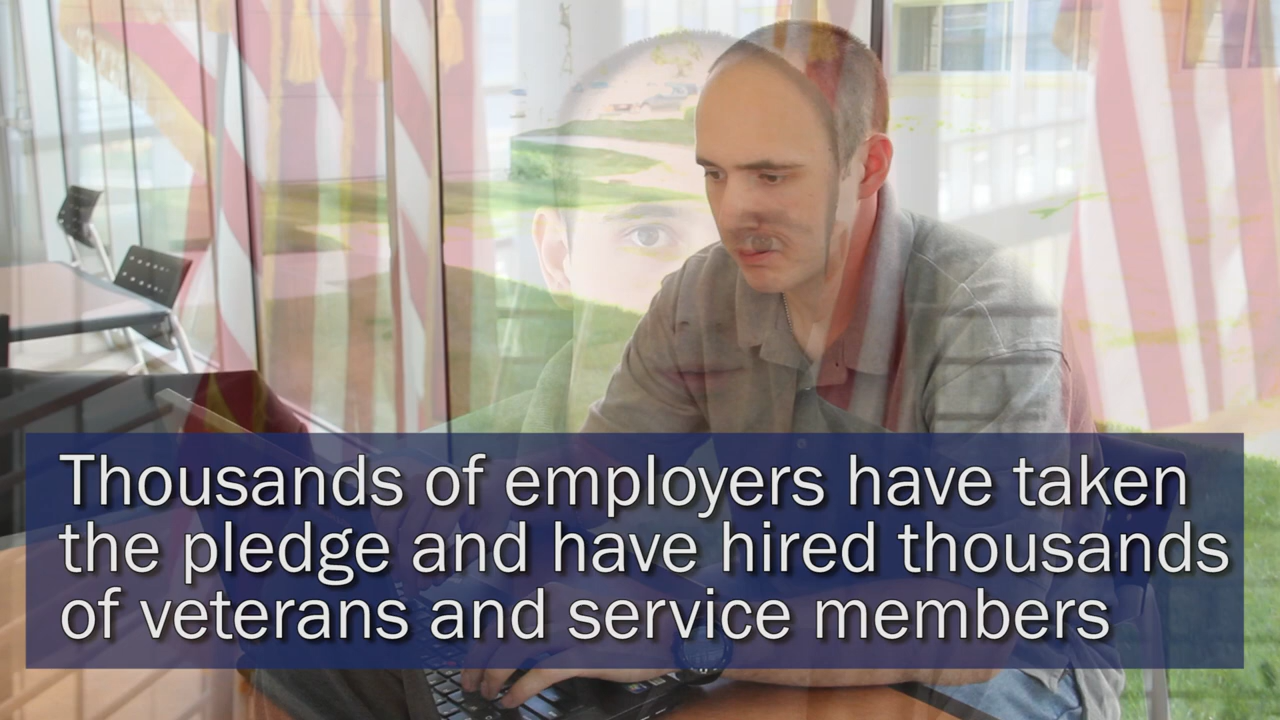 Thousands of employers have taken
the pledge and have hired thousands
of veterans and service members